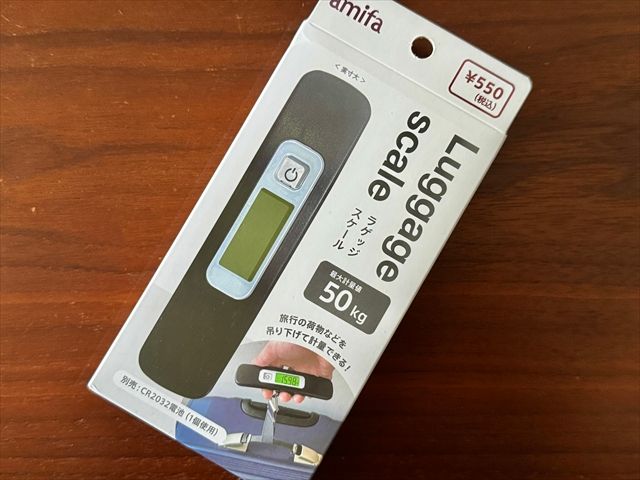 amifa
¥550
(税込)
<実寸大>
Luggage
scale
ラゲッジ
スケール
最大計量値
50kg
旅行の荷物などを
吊り下げて計量できる!
別売:CR2032電池(1個使用)